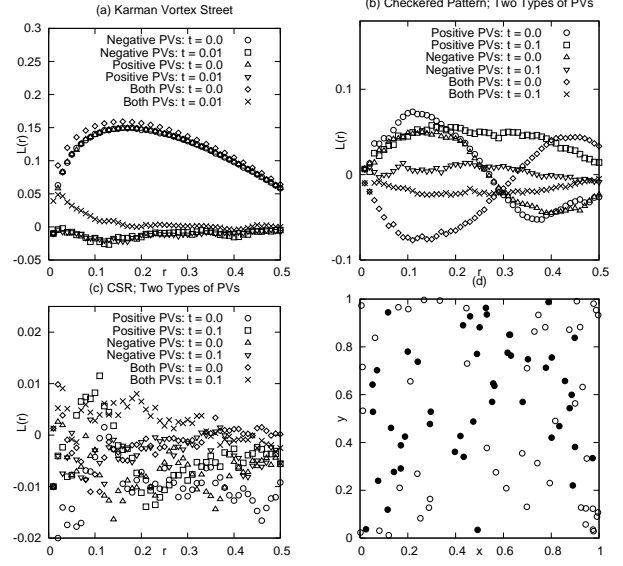 (a) Karman Vortex Street
0.3
0.25
0.2
0.15
0.1
0.05
0
-0.05
L(r)
Negative PVs: t = 0.0
Negative PVs: t = 0.01
Positive PVs: t = 0.0
Positive PVs: t = 0.01
Both PVs: t = 0.0
Both PVs: t = 0.01
0 0.1 0.2 0.3 0.4 0.5
r
(b) Checkered Pattern; Two Types of PVs
0.1
0
-0.1
L(r)
Positive PVs: t = 0.0
Positive PVs: t = 0.1
Negative PVs: t = 0.0
Negative PVs: t = 0.1
Both PVs: t = 0.0
Both PVs: t = 0.1
0 0.1 0.2 0.3 0.4 0.5
r
(c) CSR; Two Types of PVs
0.02
0.01
0
-0.01
-0.02
L(r)
Positive PVs: t = 0.0
Positive PVs: t = 0.1
Negative PVs: t = 0.0
Negative PVs: t = 0.1
Both PVs: t = 0.0
Both PVs: t = 0.1
0 0.1 0.2 0.3 0.4 0.5
r
(d)
1
0.8
0.6
0.4
0.2
0
y
0 0.2 0.4 0.6 0.8 1
x